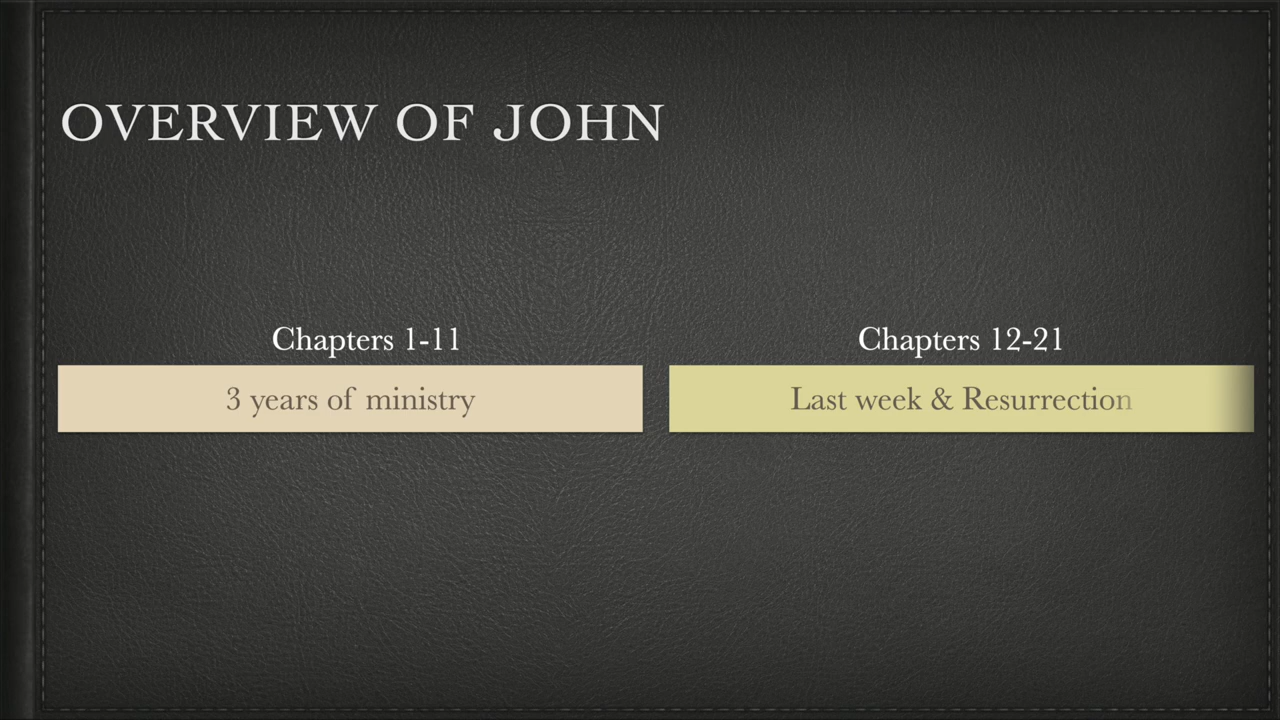 OVERVIEW OF JOHN
Chapters 1-11
3 years of ministry
Chapters 12-21
Last week & Resurrection